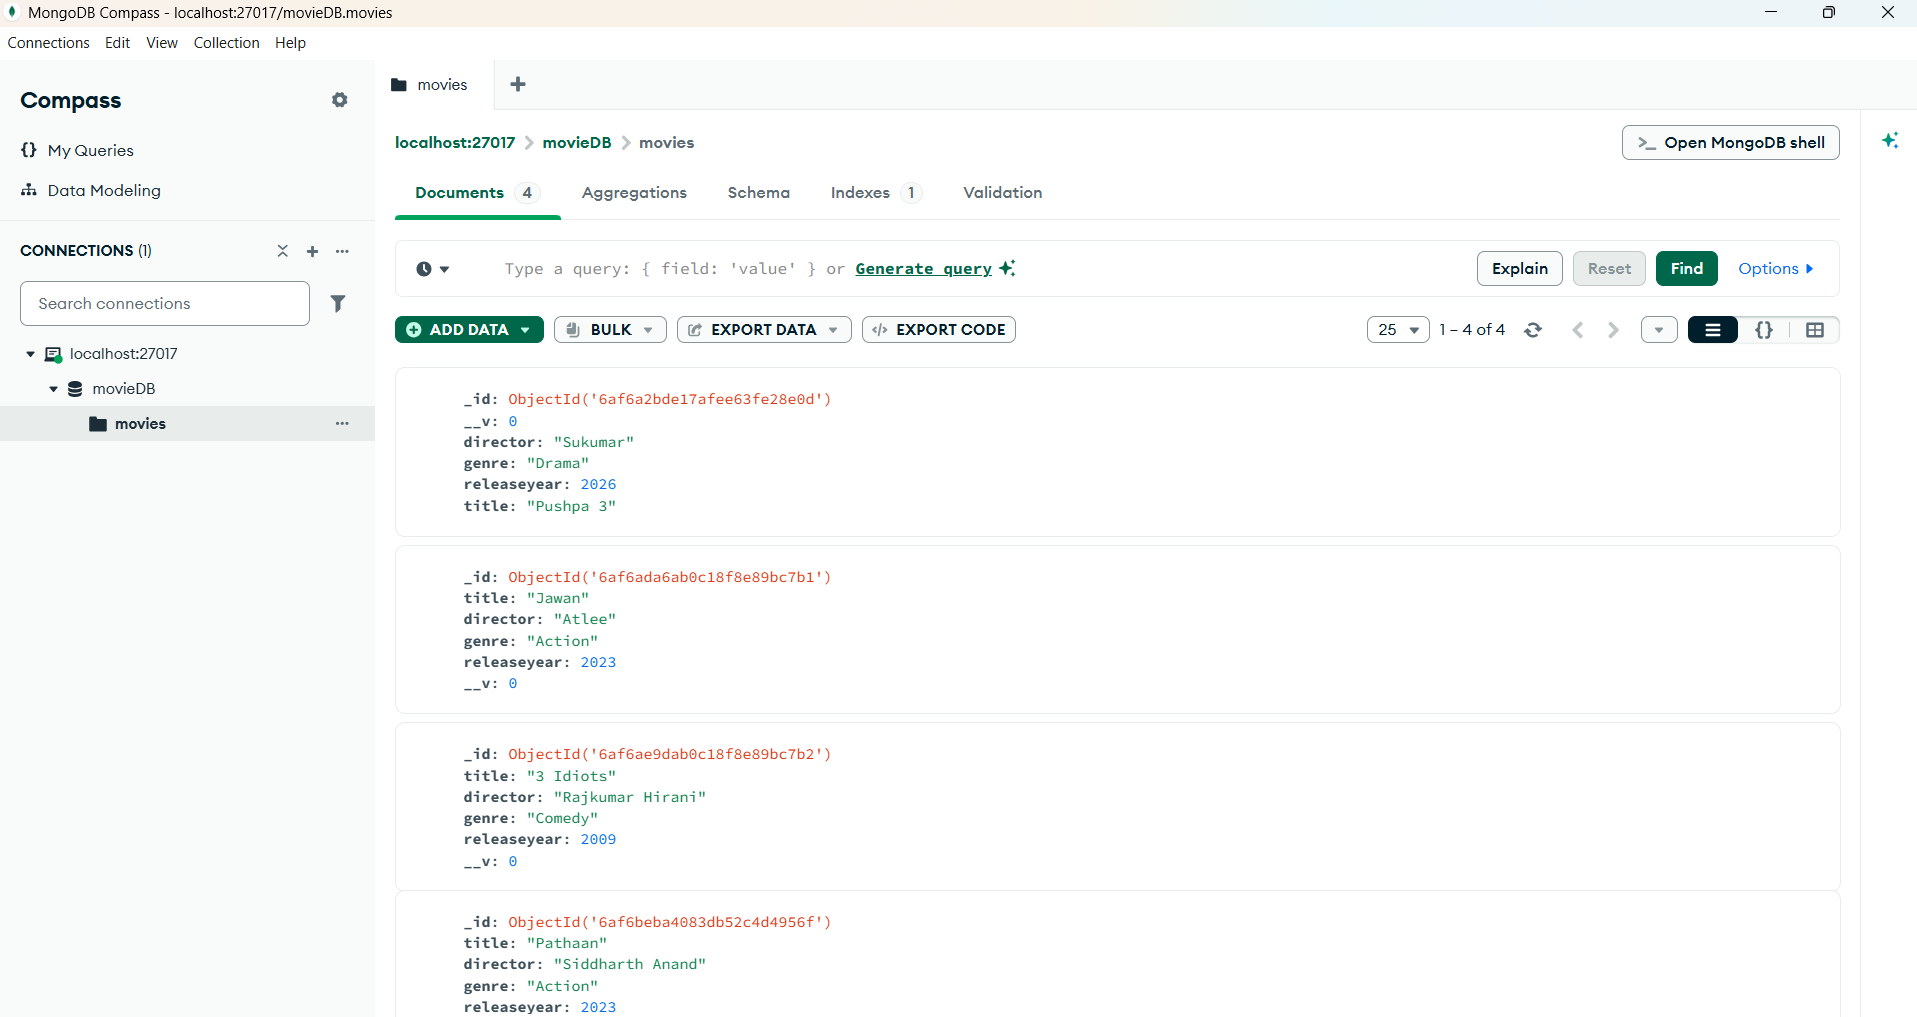 MongoDB Compass - localhost:27017/movieDB.movies
Connections Edit View Collection Help
Compass
My Queries
Data Modeling
CONNECTIONS (1)
Search connections
localhost:27017
movieDB
movies
movies
localhost:27017 movieDB movies
>_ Open MongoDB shell
Documents 4 Aggregations Schema Indexes 1 Validation
Type a query: { field: 'value' } or Generate query
Explain Reset Find Options
ADD DATA BULK EXPORT DATA EXPORT CODE
25 1 – 4 of 4
_id: ObjectId('6af6a2bde17afee63fe28e0d')
__v: 0
director: "Sukumar"
genre: "Drama"
releaseyear: 2026
title: "Pushpa 3"
_id: ObjectId('6af6ada6ab0c18f8e89bc7b1')
title: "Jawan"
director: "Atlee"
genre: "Action"
releaseyear: 2023
__v: 0
_id: ObjectId('6af6ae9dab0c18f8e89bc7b2')
title: "3 Idiots"
director: "Rajkumar Hirani"
genre: "Comedy"
releaseyear: 2009
__v: 0
_id: ObjectId('6af6beba4083db52c4d4956f')
title: "Pathaan"
director: "Siddharth Anand"
genre: "Action"
releaseyear: 2023